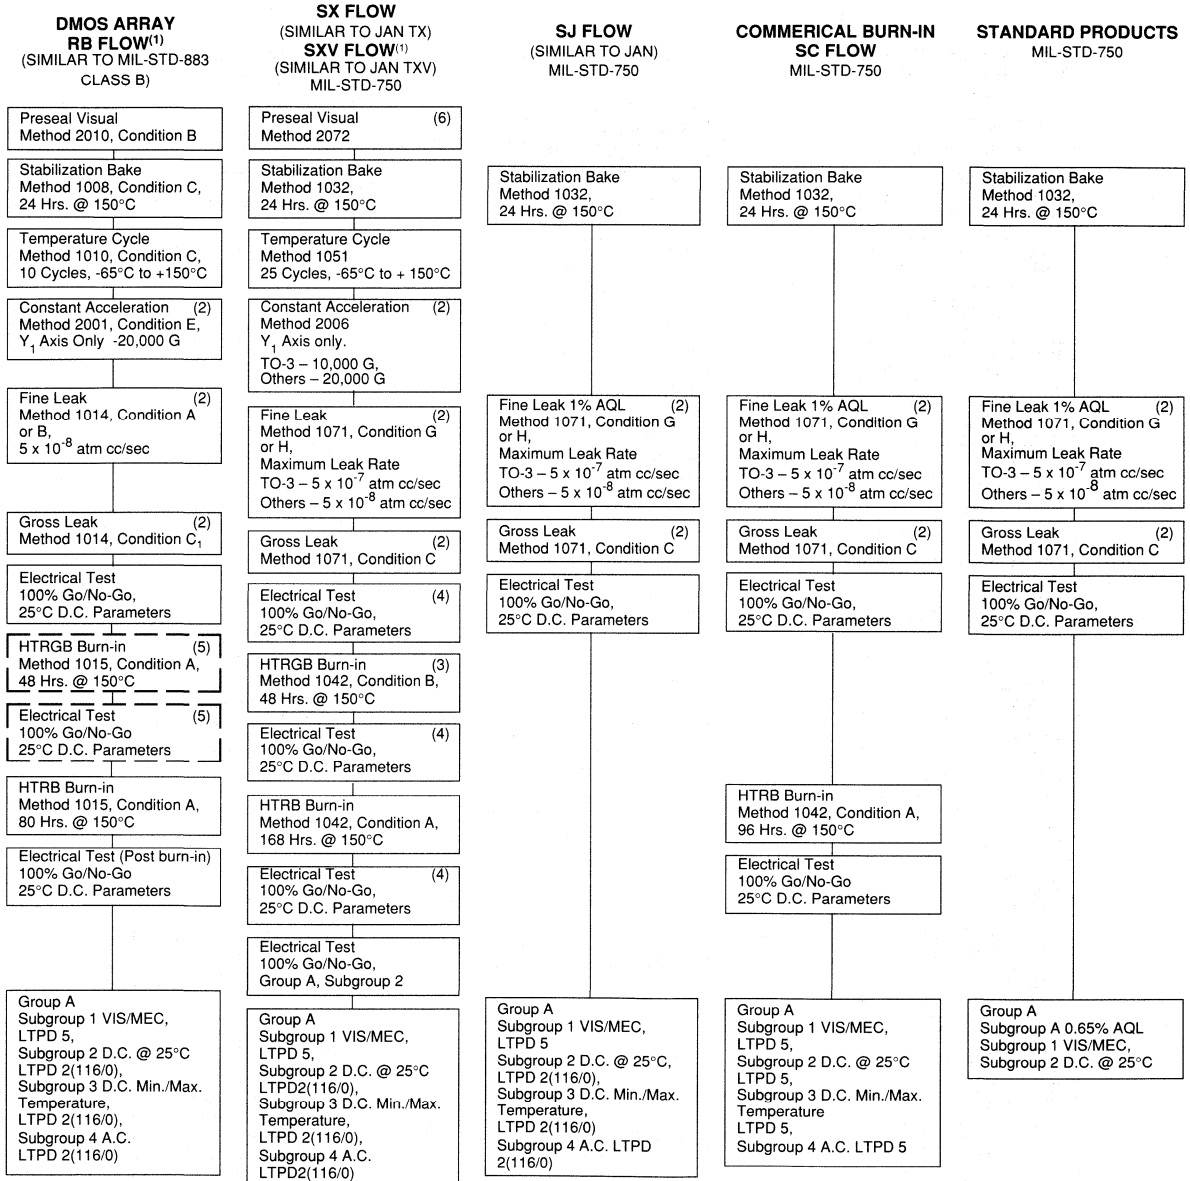 DMOS ARRAY
RB FLOW(1)
(SIMILAR TO MIL-STD-883
CLASS B)
Preseal Visual
Method 2010, Condition B
Stabilization Bake
Method 1008, Condition C,
24 Hrs. @ 150°C
Temperature Cycle
Method 1010, Condition C,
10 Cycles, -65°C to +150°C
Constant Acceleration (2)
Method 2001, Condition E,
Y1 Axis Only -20,000 G
Fine Leak (2)
Method 1014, Condition A
or B,
5 x 10-8 atm cc/sec
Gross Leak (2)
Method 1014, Condition C1
Electrical Test
100% Go/No-Go,
25°C D.C. Parameters
HTRGB Burn-in (5)
Method 1015, Condition A,
48 Hrs. @ 150°C
Electrical Test (5)
100% Go/No-Go
25°C D.C. Parameters
HTRB Burn-in
Method 1015, Condition A,
80 Hrs. @ 150°C
Electrical Test (Post burn-in)
100% Go/No-Go
25°C D.C. Parameters
Group A
Subgroup 1 VIS/MEC,
LTPD 5,
Subgroup 2 D.C. @ 25°C
LTPD 2(116/0),
Subgroup 3 D.C. Min./Max.
Temperature,
LTPD 2(116/0),
Subgroup 4 A.C.
LTPD 2(116/0)
SX FLOW
(SIMILAR TO JAN TX)
SXV FLOW(1)
(SIMILAR TO JAN TXV)
MIL-STD-750
Preseal Visual (6)
Method 2072
Stabilization Bake
Method 1032,
24 Hrs. @ 150°C
Temperature Cycle
Method 1051
25 Cycles, -65°C to + 150°C
Constant Acceleration (2)
Method 2006
Y1 Axis only.
TO-3 – 10,000 G,
Others – 20,000 G
Fine Leak (2)
Method 1071, Condition G
or H,
Maximum Leak Rate
TO-3 – 5 x 10-7 atm cc/sec
Others – 5 x 10-8 atm cc/sec
Gross Leak (2)
Method 1071, Condition C
Electrical Test (4)
100% Go/No-Go,
25°C D.C. Parameters
HTRGB Burn-in (3)
Method 1042, Condition B,
48 Hrs. @ 150°C
Electrical Test (4)
100% Go/No-Go,
25°C D.C. Parameters
HTRB Burn-in
Method 1042, Condition A,
168 Hrs. @ 150°C
Electrical Test (4)
100% Go/No-Go,
25°C D.C. Parameters
Electrical Test
100% Go/No-Go,
Group A, Subgroup 2
Group A
Subgroup 1 VIS/MEC,
LTPD 5,
Subgroup 2 D.C. @ 25°C
LTPD2(116/0),
Subgroup 3 D.C. Min./Max.
Temperature,
LTPD 2(116/0),
Subgroup 4 A.C.
LTPD2(116/0)
SJ FLOW
(SIMILAR TO JAN)
MIL-STD-750
Stabilization Bake
Method 1032,
24 Hrs. @ 150°C
Fine Leak 1% AQL (2)
Method 1071, Condition G
or H,
Maximum Leak Rate
TO-3 – 5 x 10-7 atm cc/sec
Others – 5 x 10-8 atm cc/sec
Gross Leak (2)
Method 1071, Condition C
Electrical Test
100% Go/No-Go,
25°C D.C. Parameters
Group A
Subgroup 1 VIS/MEC,
LTPD 5
Subgroup 2 D.C. @ 25°C,
LTPD 2(116/0),
Subgroup 3 D.C. Min./Max.
Temperature,
LTPD 2(116/0)
Subgroup 4 A.C. LTPD
2(116/0)
COMMERICAL BURN-IN
SC FLOW
MIL-STD-750
Stabilization Bake
Method 1032,
24 Hrs. @ 150°C
Fine Leak 1% AQL (2)
Method 1071, Condition G
or H,
Maximum Leak Rate
TO-3 – 5 x 10-7 atm cc/sec
Others – 5 x 10-8 atm cc/sec
Gross Leak (2)
Method 1071, Condition C
Electrical Test
100% Go/No-Go,
25°C D.C. Parameters
HTRB Burn-in
Method 1042, Condition A,
96 Hrs. @ 150°C
Electrical Test
100% Go/No-Go
25°C D.C. Parameters
Group A
Subgroup 1 VIS/MEC,
LTPD 5,
Subgroup 2 D.C. @ 25°C
LTPD 5,
Subgroup 3 D.C. Min./Max.
Temperature
LTPD 5,
Subgroup 4 A.C. LTPD 5
STANDARD PRODUCTS
MIL-STD-750
Stabilization Bake
Method 1032,
24 Hrs. @ 150°C
Fine Leak 1% AQL (2)
Method 1071, Condition G
or H,
Maximum Leak Rate
TO-3 – 5 x 10-7 atm cc/sec
Others – 5 x 10-8 atm cc/sec
Gross Leak (2)
Method 1071, Condition C
Electrical Test
100% Go/No-Go,
25°C D.C. Parameters
Group A
Subgroup A 0.65% AQL
Subgroup 1 VIS/MEC,
Subgroup 2 D.C. @ 25°C